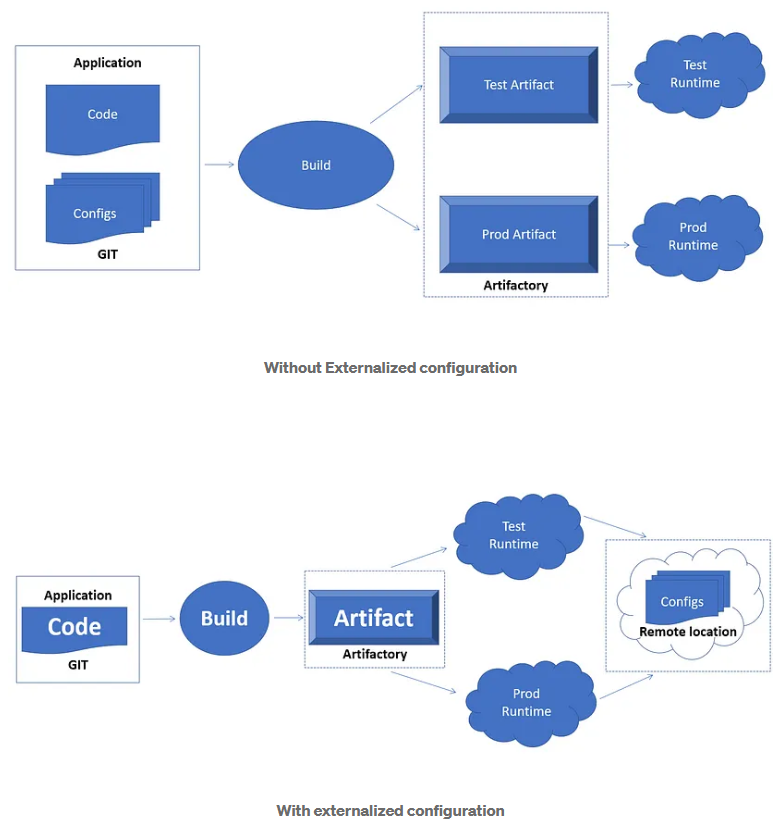 Application
Code
Configs
GIT
Build
Test Artifact
Prod Artifact
Artifactory
Test
Runtime
Prod
Runtime
Without Externalized configuration
Application
Code
GIT
Build
Artifact
Artifactory
Test
Runtime
Prod
Runtime
Configs
Remote location
With externalized configuration